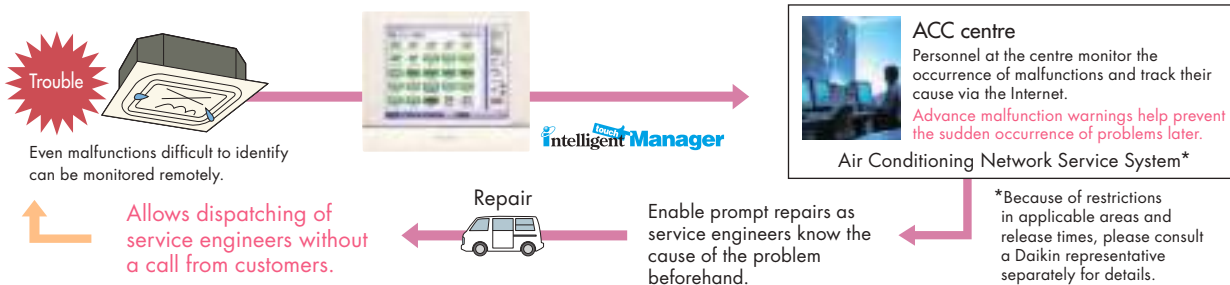 Trouble
Even malfunctions difficult to identify
can be monitored remotely.
intelligent touch Manager
ACC centre
Personnel at the centre monitor the
occurrence of malfunctions and track their
cause via the Internet.
Advance malfunction warnings help prevent
the sudden occurrence of problems later.
Air Conditioning Network Service System*
*Because of restrictions
in applicable areas and
release times, please consult
a Daikin representative
separately for details.
Enable prompt repairs as
service engineers know the
cause of the problem
beforehand.
Repair
Allows dispatching of
service engineers without
a call from customers.